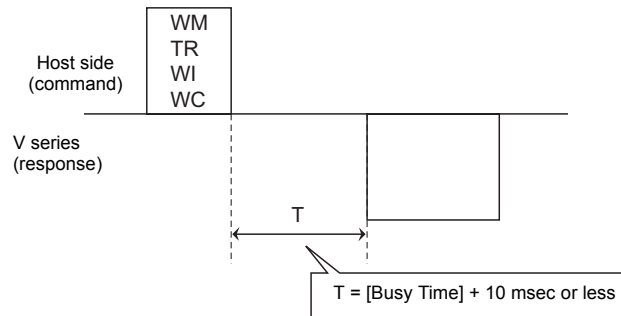 WM
TR
WI
WC
Host side
(command)
V series
(response)
T
T = [Busy Time] + 10 msec or less